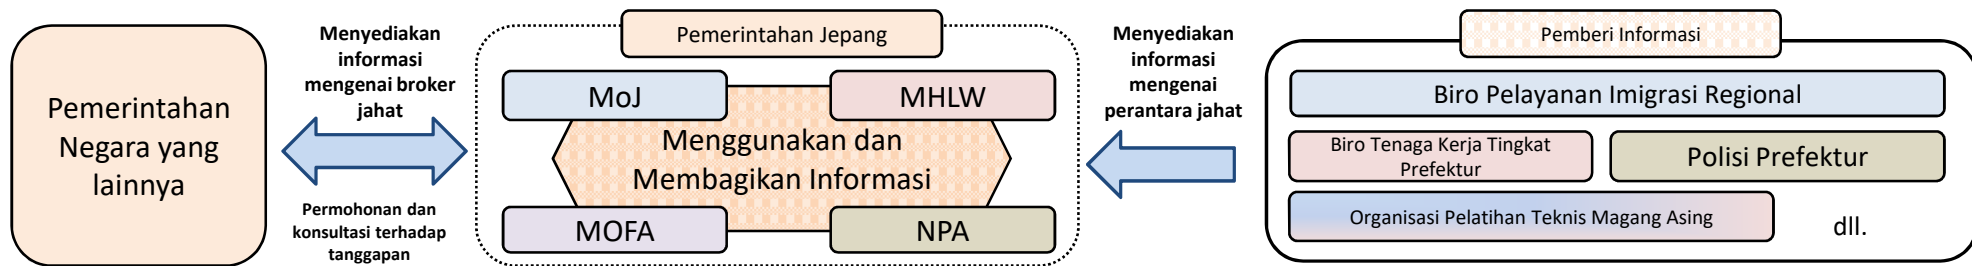 Pemerintahan
Negara yang
lainnya
Menyediakan
informasi
mengenai broker
jahat
Permohonan dan
konsultasi terhadap
tanggapan
Pemerintahan Jepang
MoJ
MHLW
Menggunakan dan
Membagikan Informasi
MOFA
NPA
Menyediakan
informasi
mengenai
perantara jahat
Pemberi Informasi
Biro Pelayanan Imigrasi Regional
Biro Tenaga Kerja Tingkat
Prefektur
Polisi Prefektur
Organisasi Pelatihan Teknis Magang Asing
dll.